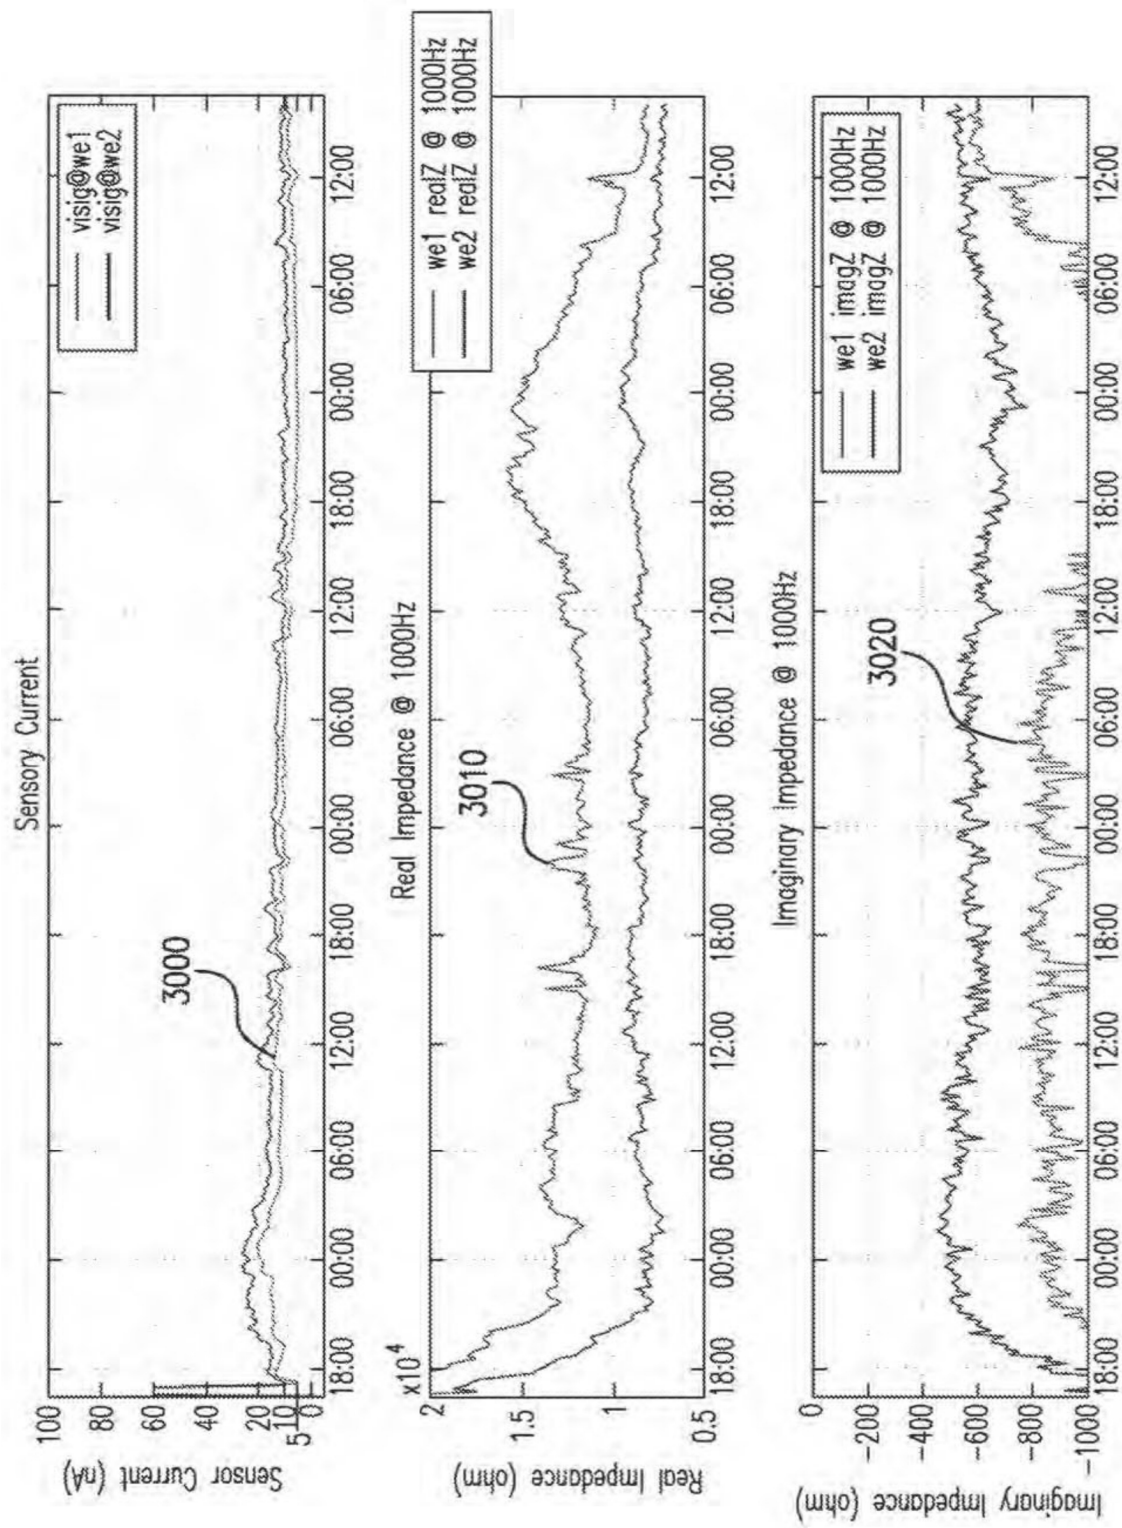 Sensory Current
Sensor Current (nA)
100
80
60
40
20
10
5
0
visig@we1
visig@we2
3000
18:00 00:00 06:00 12:00 18:00 00:00 06:00 12:00 18:00 00:00 06:00 12:00
Real Impedance @ 1000Hz
Real Impedance (ohm)
x10⁴
2
1.5
1
0.5
we1 realZ @ 1000Hz
we2 realZ @ 1000Hz
3010
18:00 00:00 06:00 12:00 18:00 00:00 06:00 12:00 18:00 00:00 06:00 12:00
Imaginary Impedance @ 1000Hz
Imaginary Impedance (ohm)
0
-200
-400
-600
-800
-1000
we1 imagZ @ 1000Hz
we2 imagZ @ 1000Hz
3020
18:00 00:00 06:00 12:00 18:00 00:00 06:00 12:00 18:00 00:00 06:00 12:00